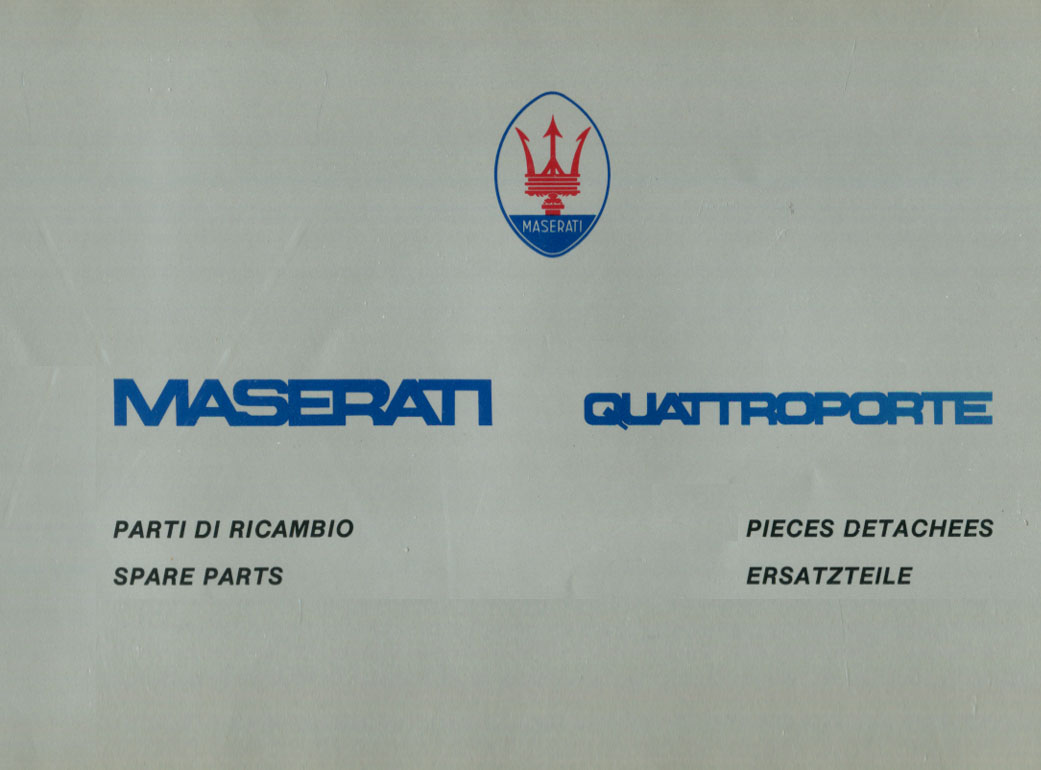 MASERATI
MASERATI QUATTROPORTE
PARTI DI RICAMBIO
SPARE PARTS
PIECES DETACHEES
ERSATZTEILE